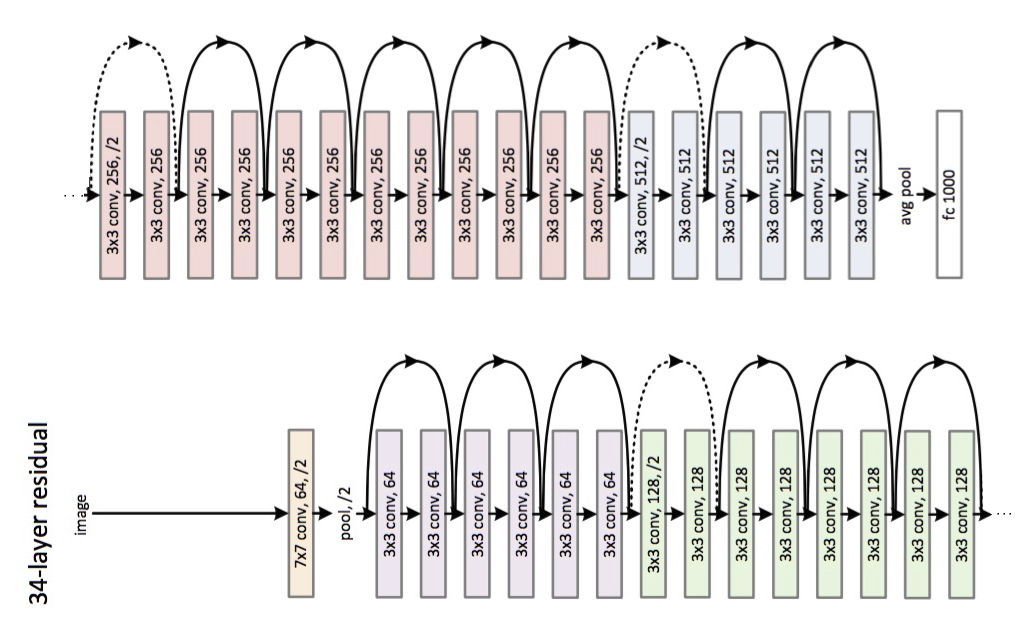 34-layer residual
image
7x7 conv, 64, /2
pool, /2
3x3 conv, 64
3x3 conv, 64
3x3 conv, 64
3x3 conv, 64
3x3 conv, 64
3x3 conv, 64
3x3 conv, 128, /2
3x3 conv, 128
3x3 conv, 128
3x3 conv, 128
3x3 conv, 128
3x3 conv, 128
3x3 conv, 128
3x3 conv, 128
...
...
3x3 conv, 256, /2
3x3 conv, 256
3x3 conv, 256
3x3 conv, 256
3x3 conv, 256
3x3 conv, 256
3x3 conv, 256
3x3 conv, 256
3x3 conv, 256
3x3 conv, 256
3x3 conv, 256
3x3 conv, 256
3x3 conv, 512, /2
3x3 conv, 512
3x3 conv, 512
3x3 conv, 512
3x3 conv, 512
3x3 conv, 512
avg pool
fc 1000